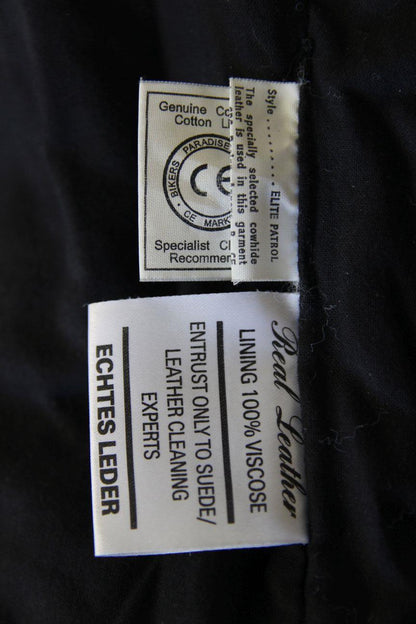 Genuine
Cotton
BIKERS PARADISE
CE
CE MARK
Specialist
Recommen
Style ......... ELITE PATROL
The specially selected cowhide
leather is used in this garment
Real Leather
LINING 100% VISCOSE
ENTRUST ONLY TO SUEDE/
LEATHER CLEANING
EXPERTS
ECHTES LEDER